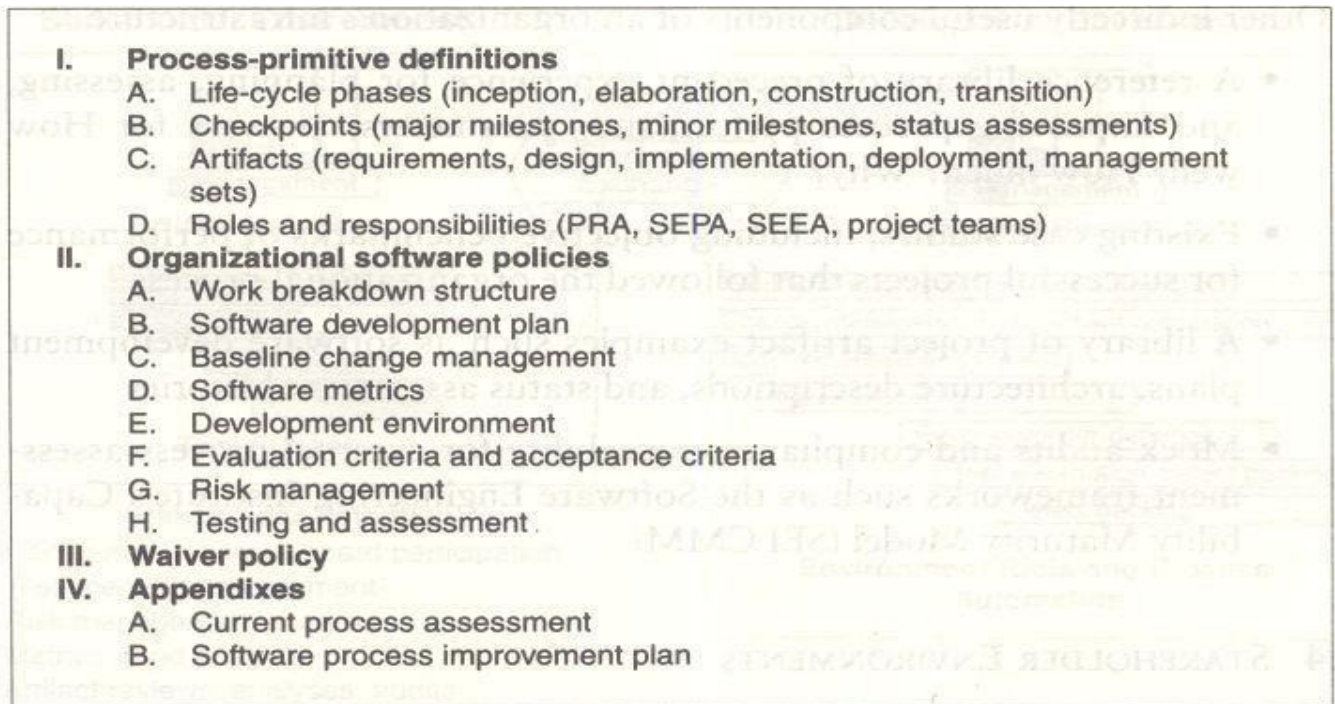 I. Process-primitive definitions
A. Life-cycle phases (inception, elaboration, construction, transition)
B. Checkpoints (major milestones, minor milestones, status assessments)
C. Artifacts (requirements, design, implementation, deployment, management
sets)
D. Roles and responsibilities (PRA, SEPA, SEEA, project teams)
II. Organizational software policies
A. Work breakdown structure
B. Software development plan
C. Baseline change management
D. Software metrics
E. Development environment
F. Evaluation criteria and acceptance criteria
G. Risk management
H. Testing and assessment
III. Waiver policy
IV. Appendixes
A. Current process assessment
B. Software process improvement plan